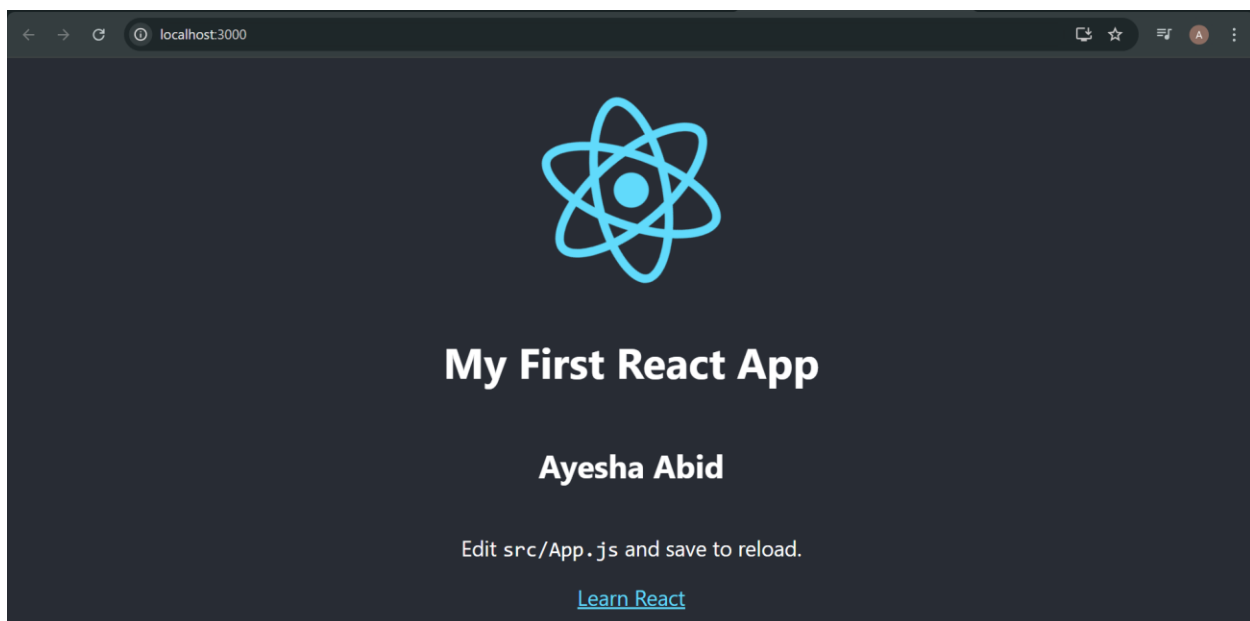 localhost:3000
A
My First React App
Ayesha Abid
Edit src/App.js and save to reload.
Learn React